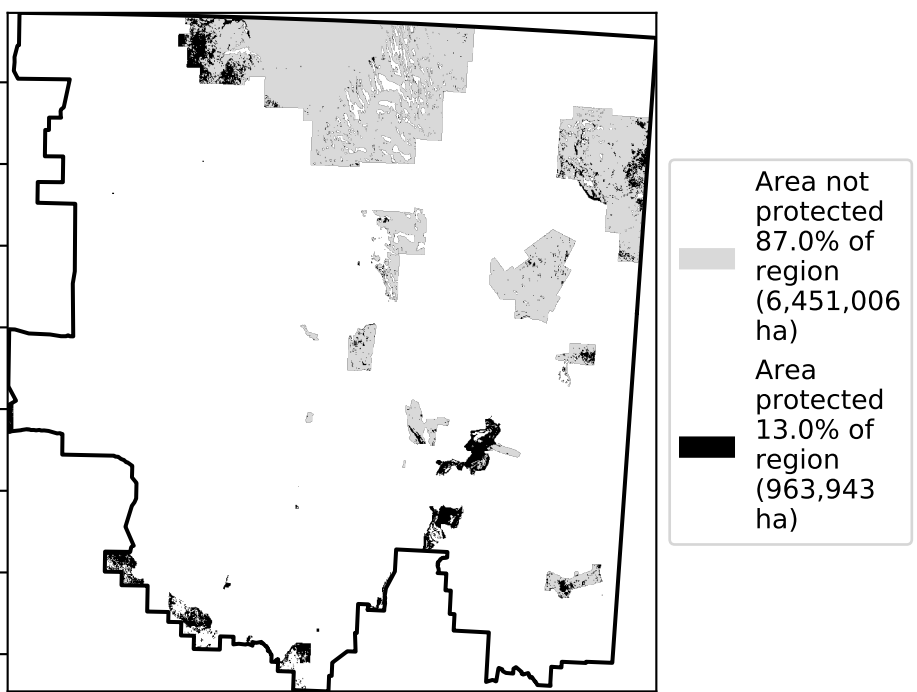 Area not
protected
87.0% of
region
(6,451,006
ha)
Area
protected
13.0% of
region
(963,943
ha)